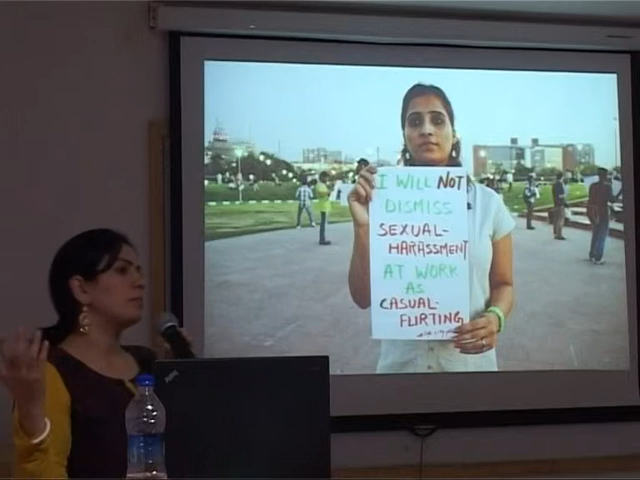 I WILL NOT
DISMISS
SEXUAL-
HARASSMENT
AT WORK
AS
CASUAL-
FLIRTING